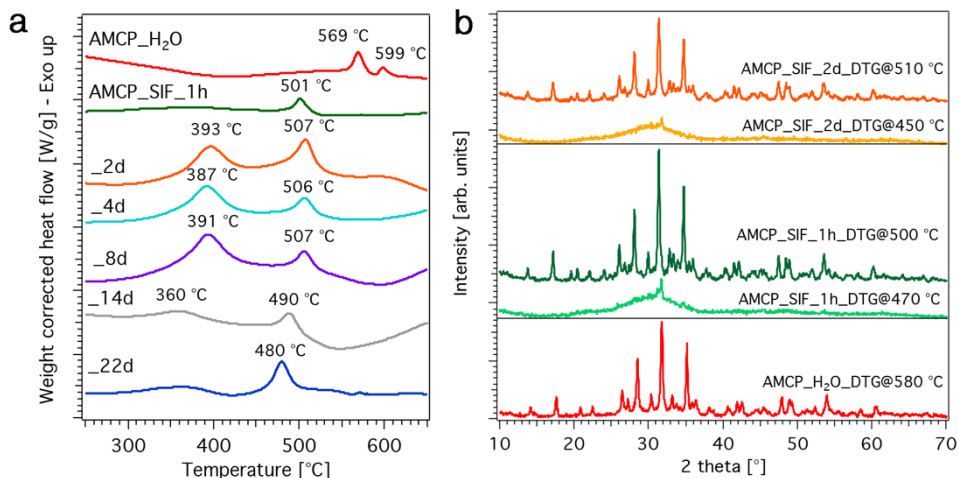 a
Weight corrected heat flow [W/g] - Exo up
AMCP_H₂O
569 °C
599 °C
AMCP_SIF_1h
501 °C
393 °C
507 °C
_2d
387 °C
506 °C
_4d
391 °C
507 °C
_8d
_14d
360 °C
490 °C
480 °C
_22d
300
400
500
600
Temperature [°C]
b
Intensity [arb. units]
AMCP_SIF_2d_DTG@510 °C
AMCP_SIF_2d_DTG@450 °C
AMCP_SIF_1h_DTG@500 °C
AMCP_SIF_1h_DTG@470 °C
AMCP_H₂O_DTG@580 °C
10
20
30
40
50
60
70
2 theta [°]